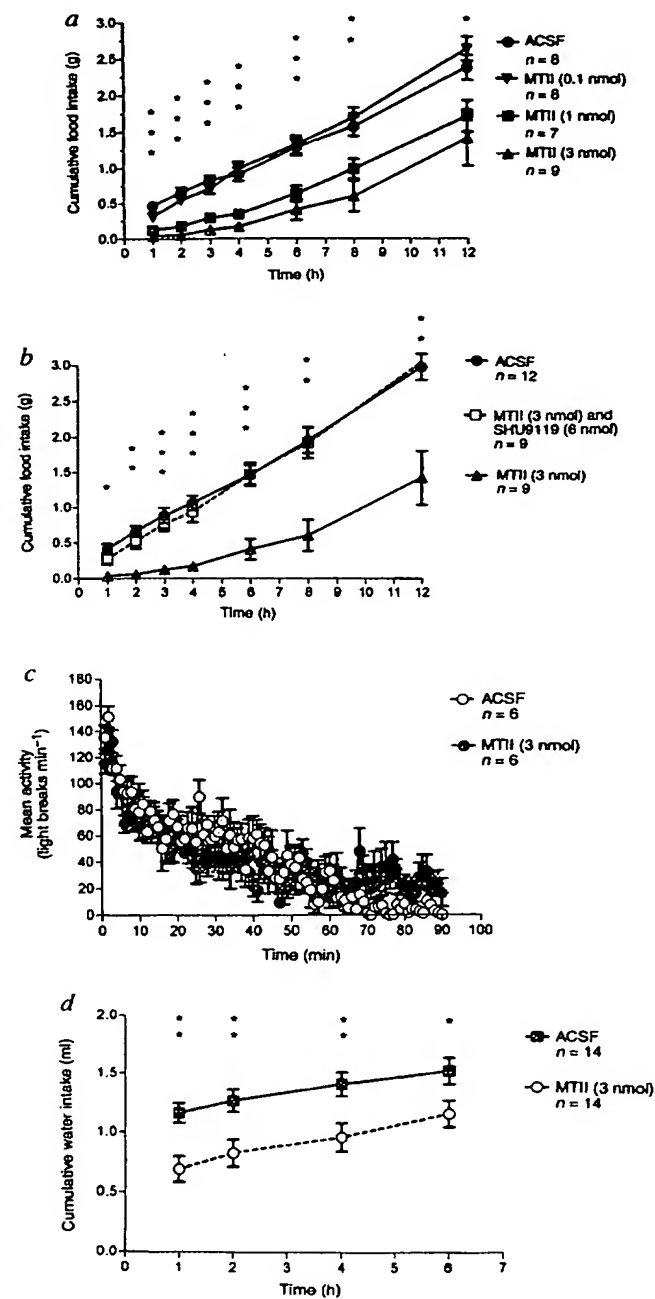 a
Cumulative food intake (g)
3.0
2.5
2.0
1.5
1.0
0.5
0.0
0 1 2 3 4 5 6 7 8 9 10 11 12
Time (h)
ACSF
n = 8
MTII (0.1 nmol)
n = 8
MTII (1 nmol)
n = 7
MTII (3 nmol)
n = 9
b
Cumulative food intake (g)
3.0
2.5
2.0
1.5
1.0
0.5
0.0
0 1 2 3 4 5 6 7 8 9 10 11 12
Time (h)
ACSF
n = 12
MTII (3 nmol) and
SHU9119 (6 nmol)
n = 9
MTII (3 nmol)
n = 9
c
Mean activity
(light breaks min⁻¹)
180
160
140
120
100
80
60
40
20
0
0 10 20 30 40 50 60 70 80 90 100
Time (min)
ACSF
n = 6
MTII (3 nmol)
n = 6
d
Cumulative water intake (ml)
2.0
1.5
1.0
0.5
0.0
0 1 2 3 4 5 6 7
Time (h)
ACSF
n = 14
MTII (3 nmol)
n = 14